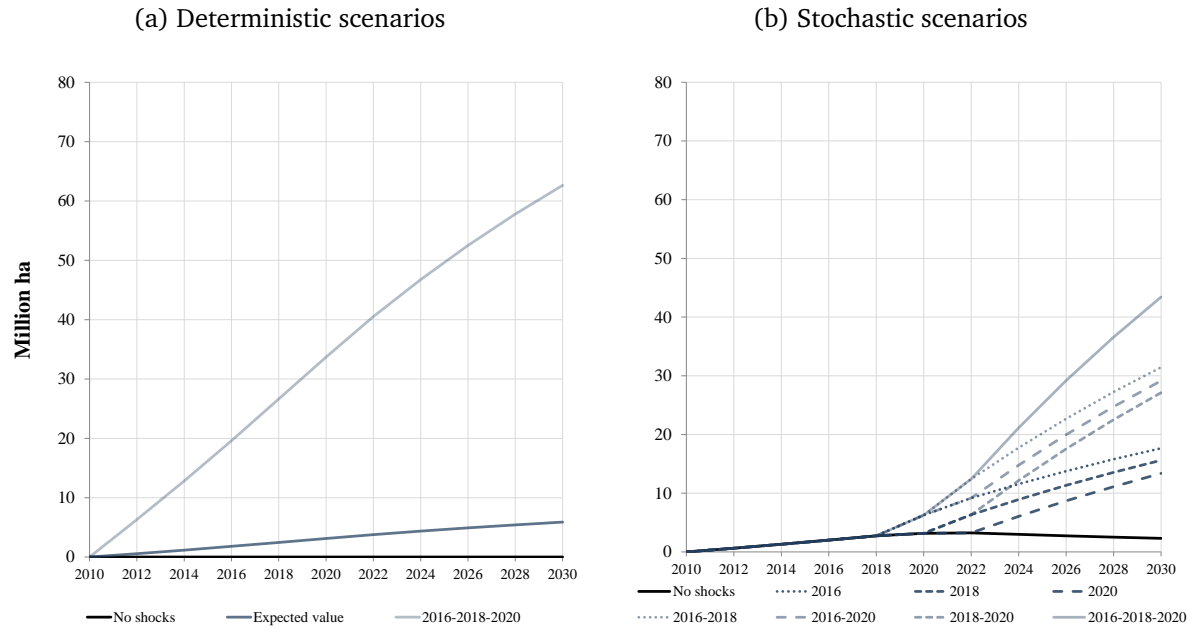 (a) Deterministic scenarios
(b) Stochastic scenarios
Million ha
80
70
60
50
40
30
20
10
0
2010 2012 2014 2016 2018 2020 2022 2024 2026 2028 2030
No shocks Expected value 2016-2018-2020
80
70
60
50
40
30
20
10
0
2010 2012 2014 2016 2018 2020 2022 2024 2026 2028 2030
No shocks 2016 2018 2020
2016-2018 2016-2020 2018-2020 2016-2018-2020